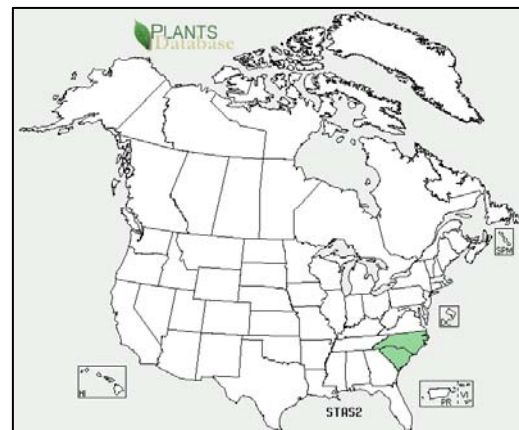 PLANTS
Database
SPM
DC
HI
PR
VI
STAS2